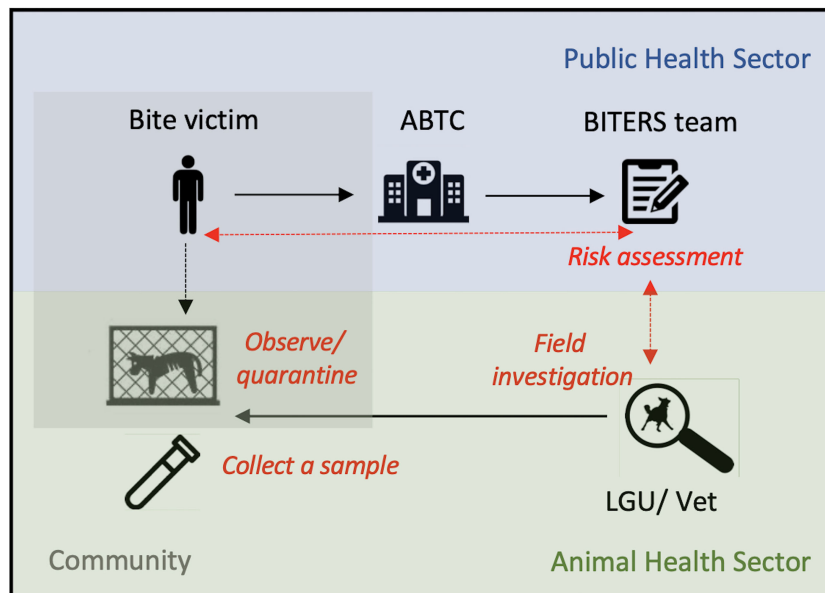 Public Health Sector
Bite victim
ABTC
BITERS team
Risk assessment
Observe/
quarantine
Field
investigation
Collect a sample
LGU/ Vet
Community
Animal Health Sector